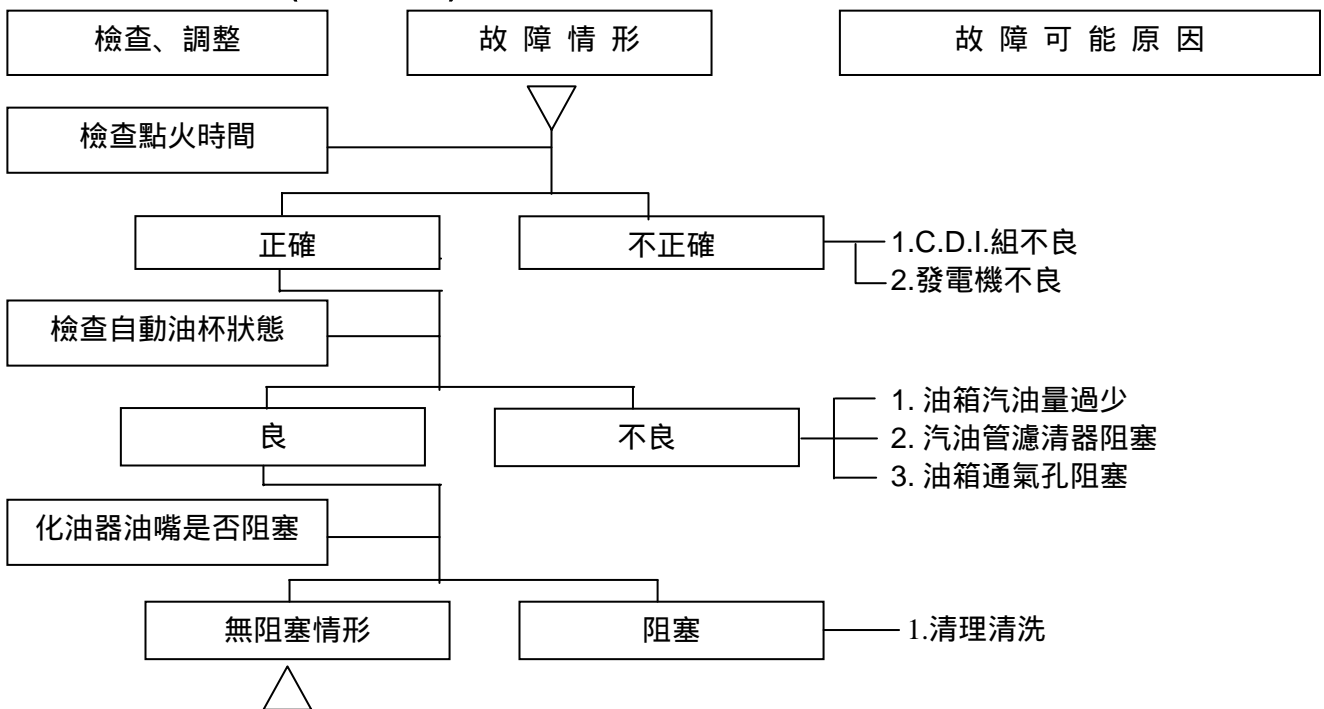 檢查、調整
故障情形
故障可能原因
檢查點火時間
正確
不正確
1.C.D.I.組不良
2.發電機不良
檢查自動油杯狀態
良
不良
1. 油箱汽油量過少
2. 汽油管濾清器阻塞
3. 油箱通氣孔阻塞
化油器油嘴是否阻塞
無阻塞情形
阻塞
1.清理清洗